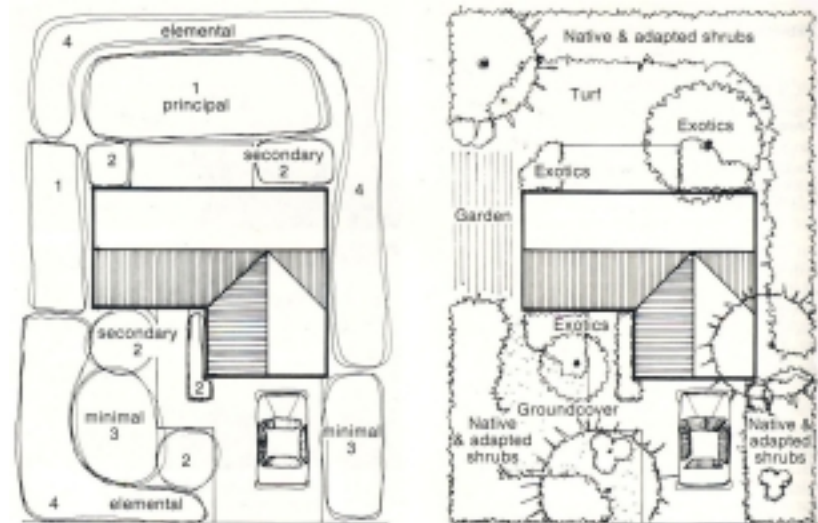 elemental
4
1
principal
2
secondary
2
1
4
secondary
2
2
minimal
3
minimal
3
2
4
elemental
Native & adapted shrubs
Turf
Exotics
Exotics
Garden
Exotics
Groundcover
Native
& adapted
shrubs
Native
& adapted
shrubs